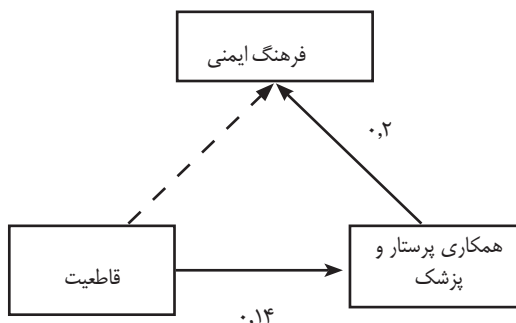 فرهنگ ایمنی
۰,۲
همکاری پرستار و
پزشک
قاطعیت
۰,۱۴